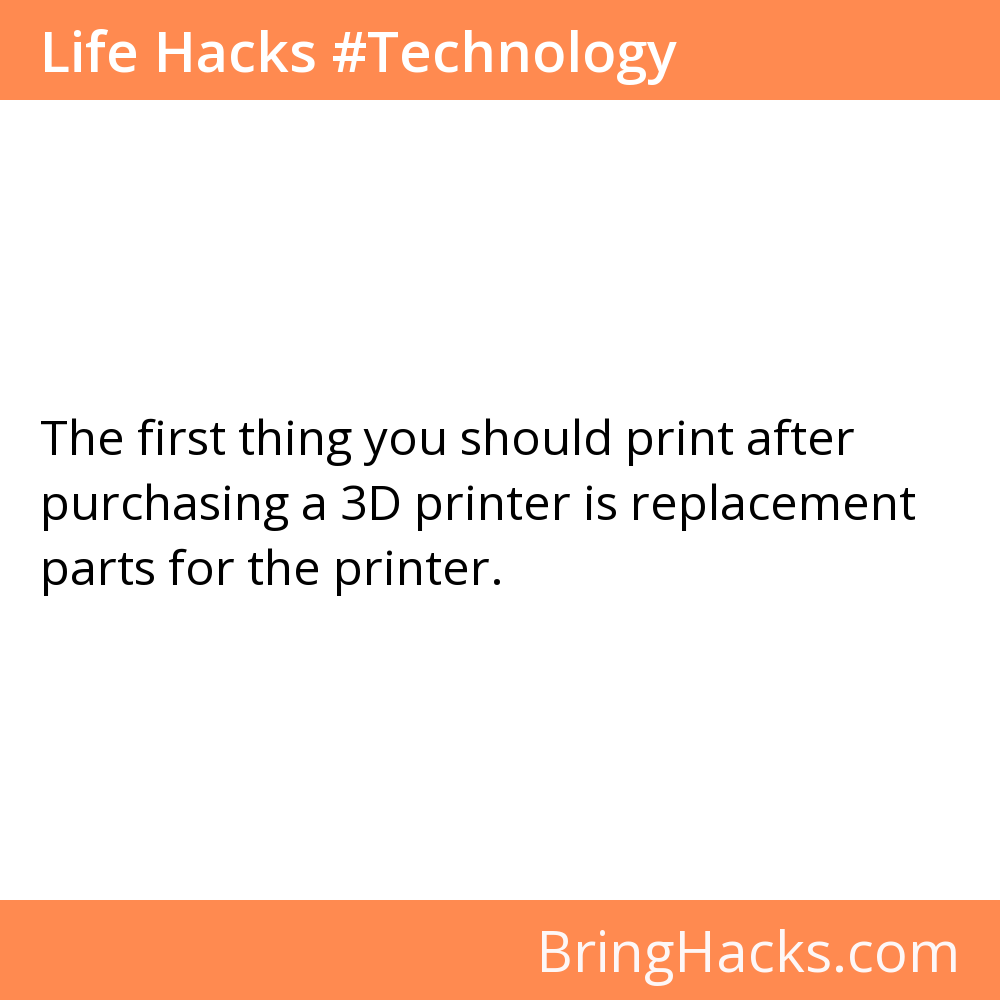 Life Hacks #Technology
The first thing you should print after
purchasing a 3D printer is replacement
parts for the printer.
BringHacks.com